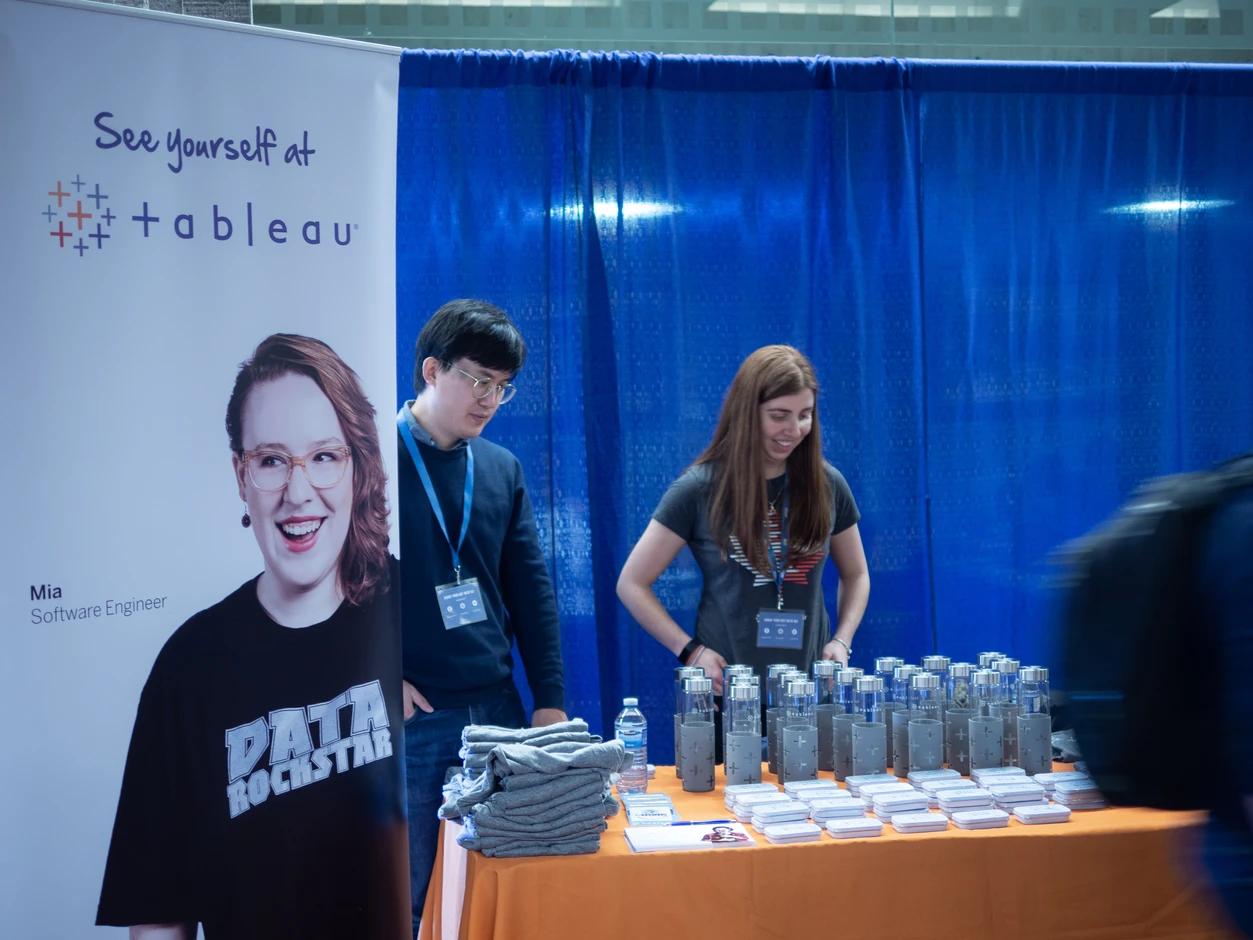 See yourself at
+ableau
Mia
Software Engineer
DATA
ROCKSTAR